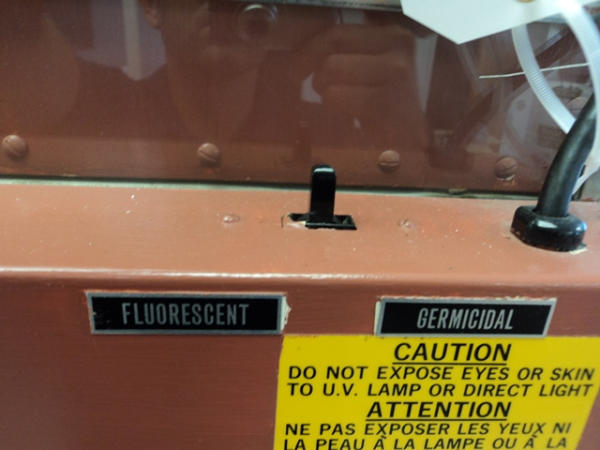 FLUORESCENT
GERMICIDAL
CAUTION
DO NOT EXPOSE EYES OR SKIN
TO U.V. LAMP OR DIRECT LIGHT
ATTENTION
NE PAS EXPOSER LES YEUX NI
LA PEAU À LA LAMPE OU À LA